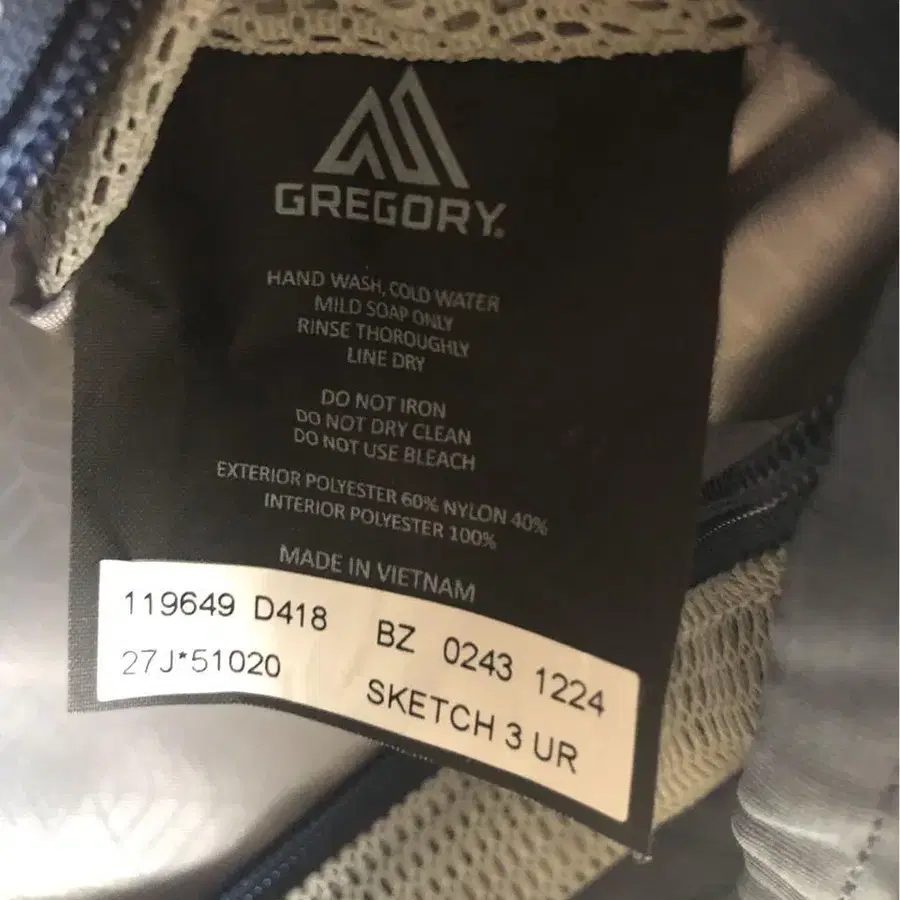 GREGORY.
HAND WASH, COLD WATER
MILD SOAP ONLY
RINSE THOROUGHLY
LINE DRY
DO NOT IRON
DO NOT DRY CLEAN
DO NOT USE BLEACH
EXTERIOR POLYESTER 60% NYLON 40%
INTERIOR POLYESTER 100%
MADE IN VIETNAM
119649 D418 BZ 0243 1224
27J*51020 SKETCH 3 UR